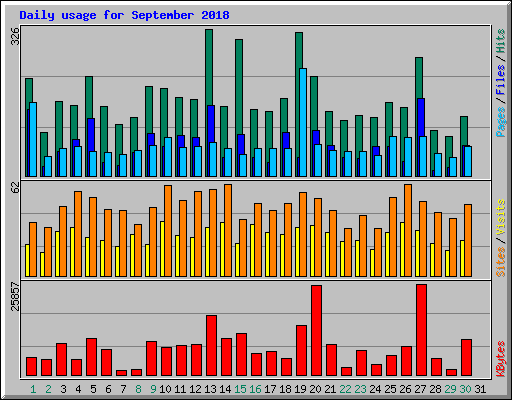 Daily usage for September 2018
326
Pages / Files / Hits
62
Sites / Visits
25857
KBytes
1 2 3 4 5 6 7 8 9 10 11 12 13 14 15 16 17 18 19 20 21 22 23 24 25 26 27 28 29 30 31